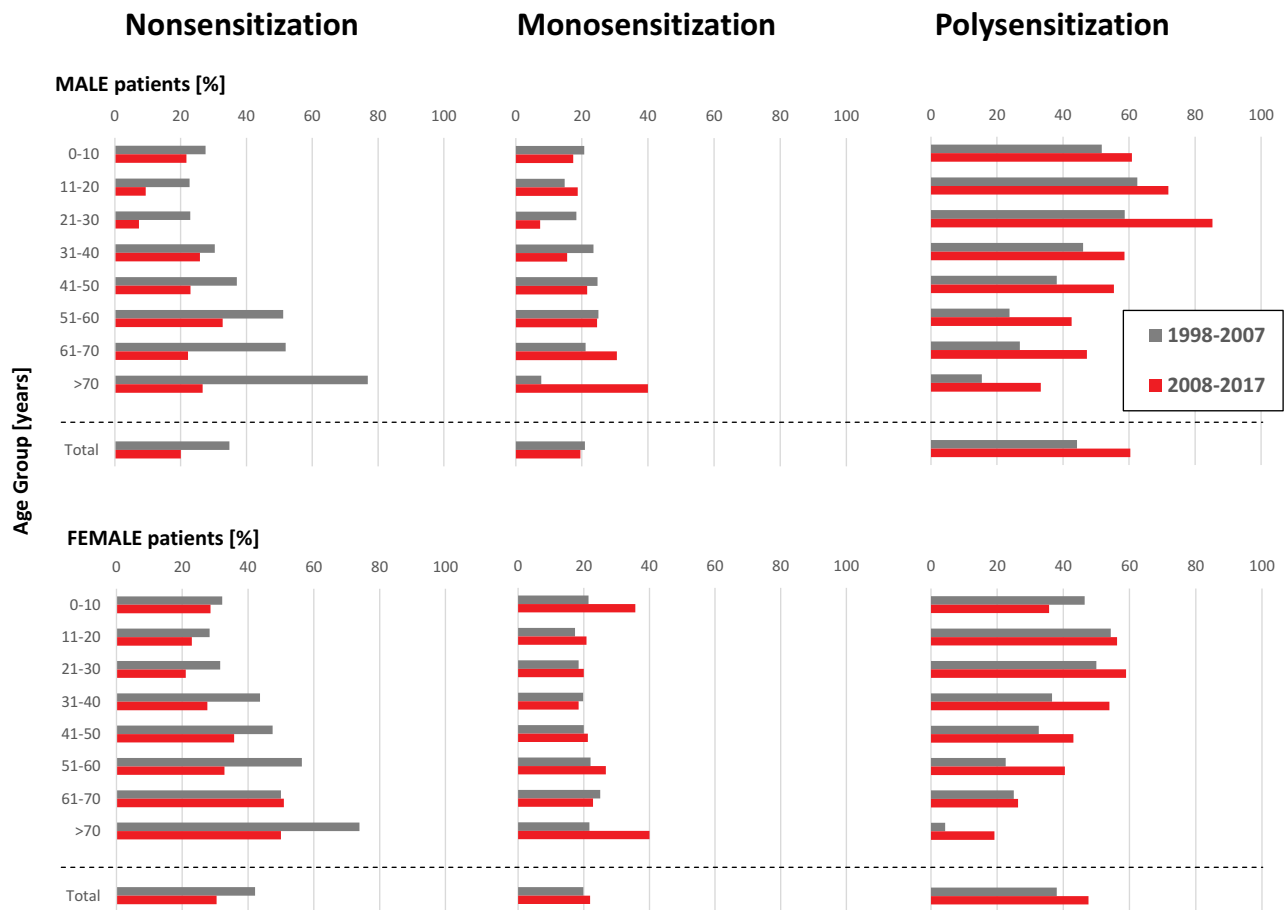 Nonsensitization Monosensitization Polysensitization
MALE patients [%]
0 20 40 60 80 100 0 20 40 60 80 100 0 20 40 60 80 100
0-10
11-20
21-30
31-40
41-50
51-60
61-70
>70
Total
1998-2007
2008-2017
Age Group [years]
FEMALE patients [%]
0 20 40 60 80 100 0 20 40 60 80 100 0 20 40 60 80 100
0-10
11-20
21-30
31-40
41-50
51-60
61-70
>70
Total